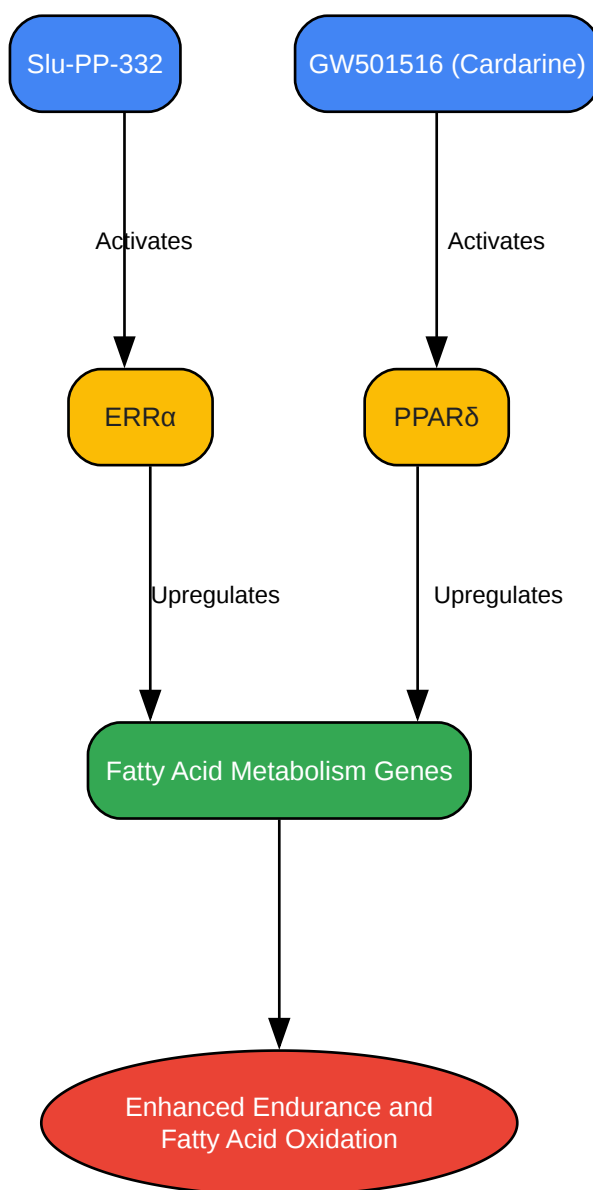 Slu-PP-332
GW501516 (Cardarine)
Activates
Activates
ERRα
PPARδ
Upregulates
Upregulates
Fatty Acid Metabolism Genes
Enhanced Endurance and
Fatty Acid Oxidation